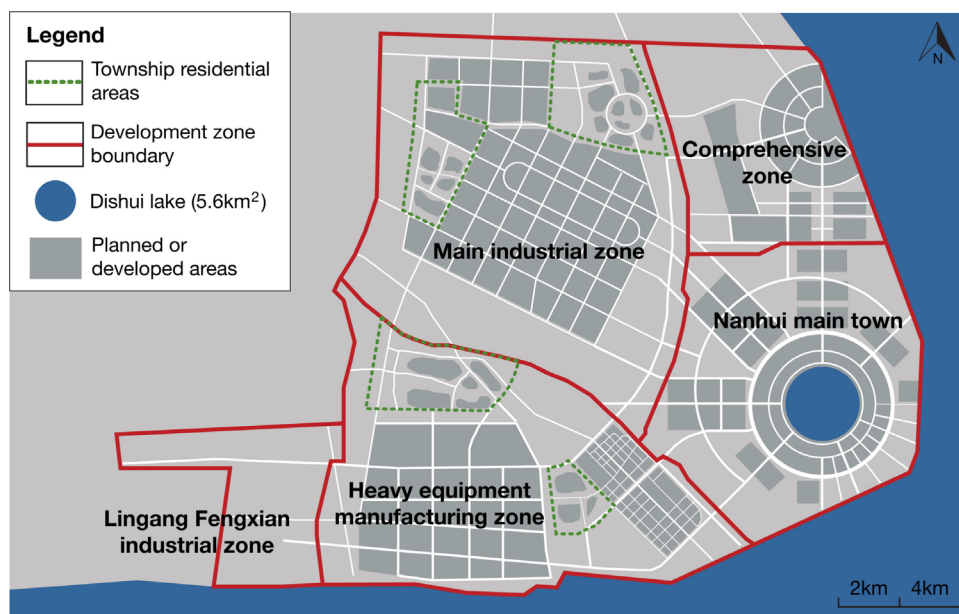 Legend
Township residential
areas
Development zone
boundary
Dishui lake (5.6km²)
Planned or
developed areas
N
Comprehensive
zone
Main industrial zone
Nanhui main town
Heavy equipment
manufacturing zone
Lingang Fengxian
industrial zone
2km 4km